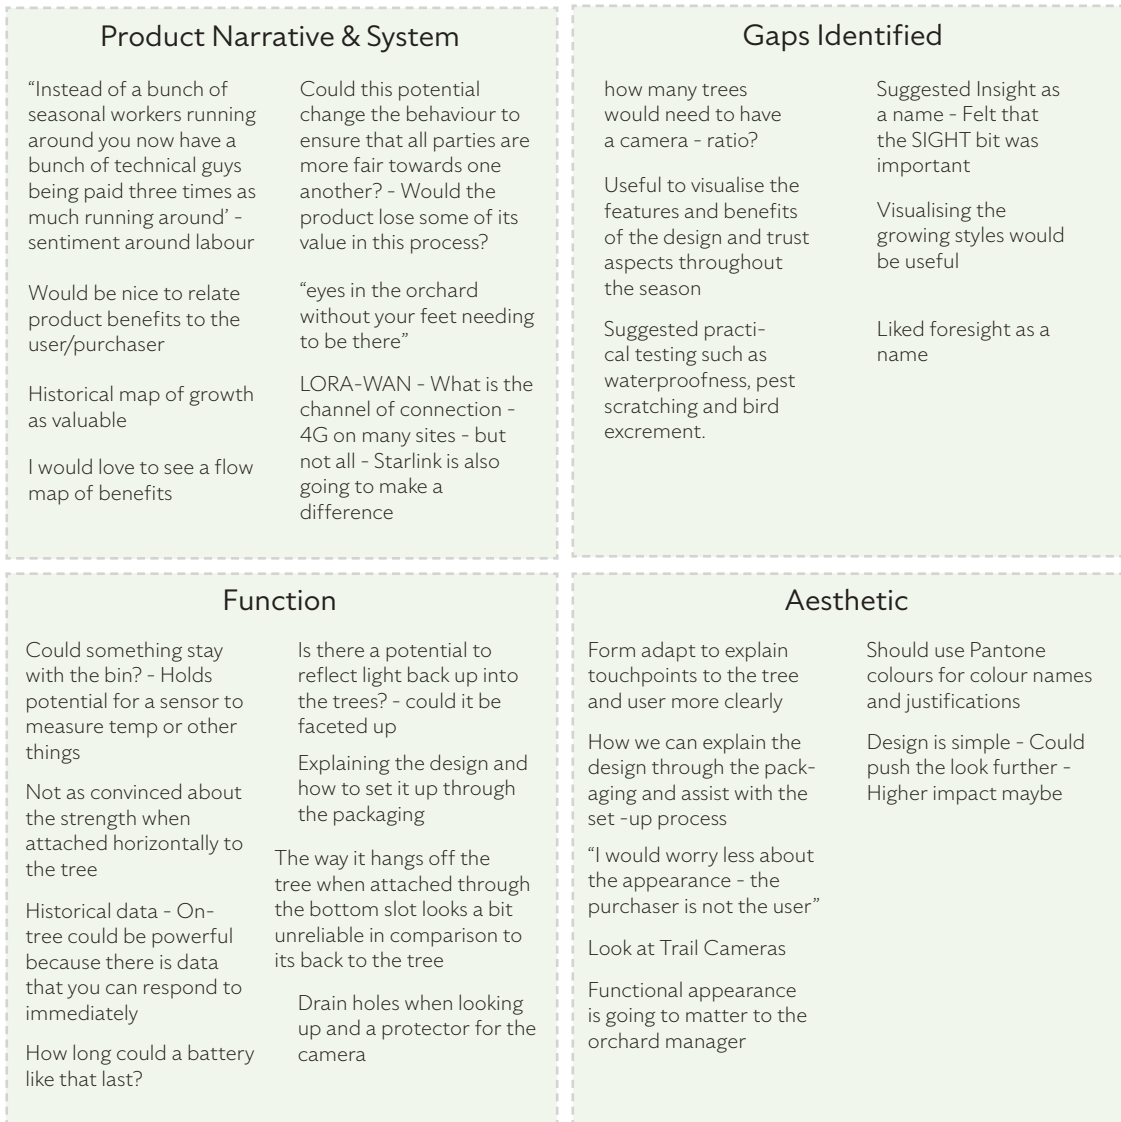 Product Narrative & System
“Instead of a bunch of
seasonal workers running
around you now have a
bunch of technical guys
being paid three times as
much running around’ -
sentiment around labour
Would be nice to relate
product benefits to the
user/purchaser
Historical map of growth
as valuable
I would love to see a flow
map of benefits
Could this potential
change the behaviour to
ensure that all parties are
more fair towards one
another? - Would the
product lose some of its
value in this process?
“eyes in the orchard
without your feet needing
to be there”
LORA-WAN - What is the
channel of connection -
4G on many sites - but
not all - Starlink is also
going to make a
difference
Gaps Identified
how many trees
would need to have
a camera - ratio?
Useful to visualise the
features and benefits
of the design and trust
aspects throughout
the season
Suggested practi-
cal testing such as
waterproofness, pest
scratching and bird
excrement.
Suggested Insight as
a name - Felt that
the SIGHT bit was
important
Visualising the
growing styles would
be useful
Liked foresight as a
name
Function
Could something stay
with the bin? - Holds
potential for a sensor to
measure temp or other
things
Not as convinced about
the strength when
attached horizontally to
the tree
Historical data - On-
tree could be powerful
because there is data
that you can respond to
immediately
How long could a battery
like that last?
Is there a potential to
reflect light back up into
the trees? - could it be
faceted up
Explaining the design and
how to set it up through
the packaging
The way it hangs off the
tree when attached through
the bottom slot looks a bit
unreliable in comparison to
its back to the tree
Drain holes when looking
up and a protector for the
camera
Aesthetic
Form adapt to explain
touchpoints to the tree
and user more clearly
How we can explain the
design through the pack-
aging and assist with the
set -up process
“I would worry less about
the appearance - the
purchaser is not the user”
Look at Trail Cameras
Functional appearance
is going to matter to the
orchard manager
Should use Pantone
colours for colour names
and justifications
Design is simple - Could
push the look further -
Higher impact maybe